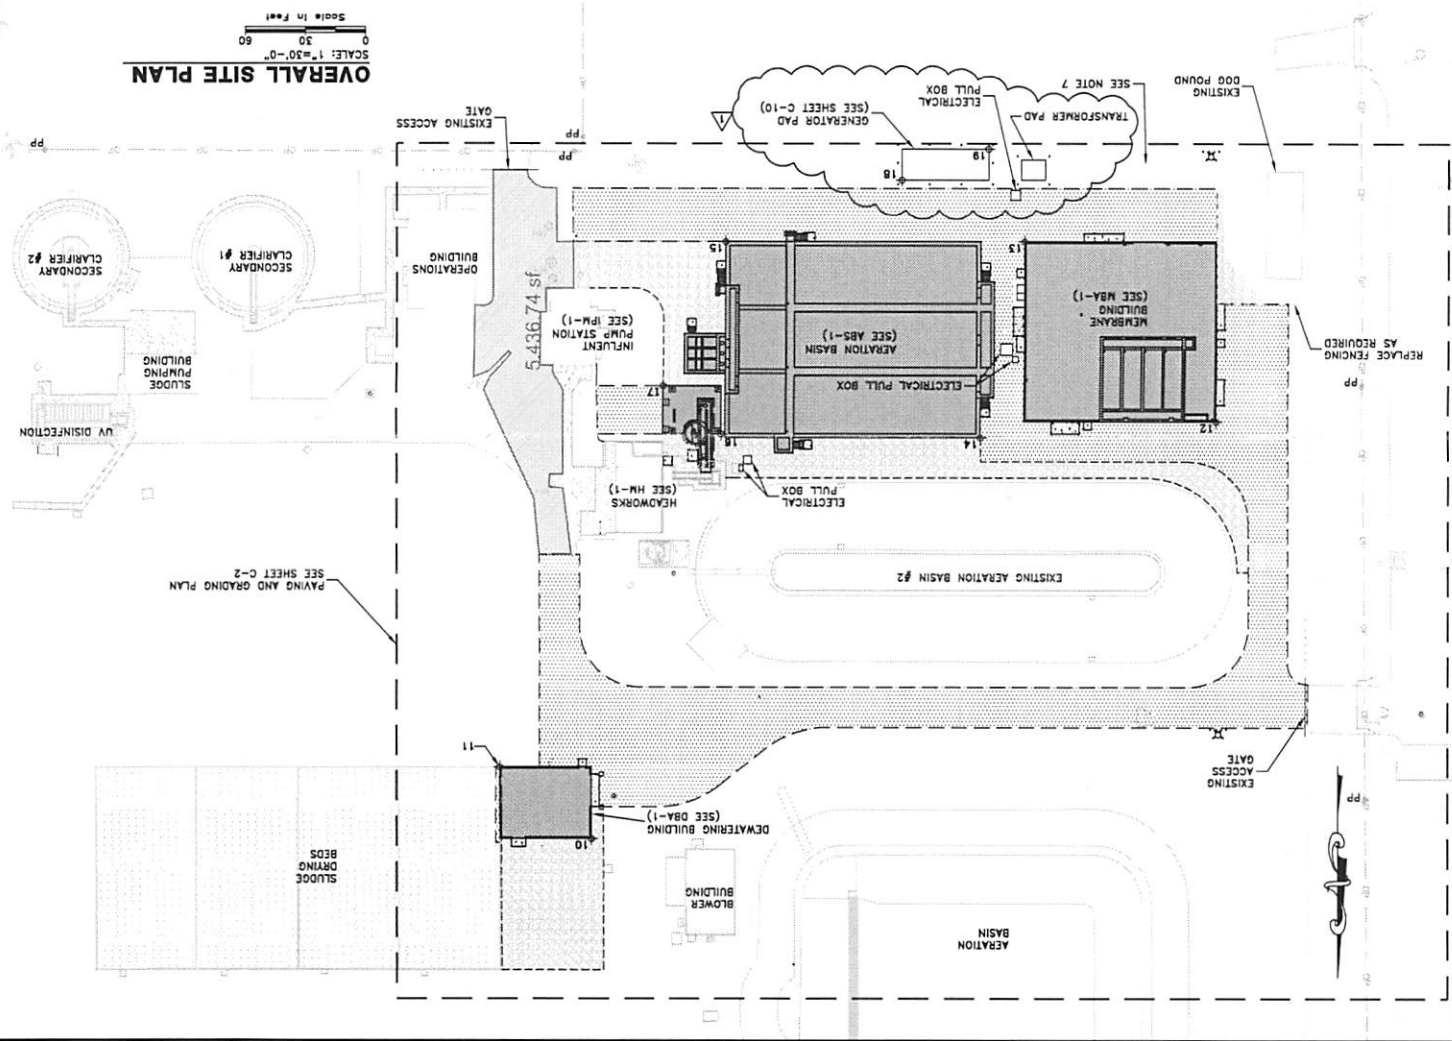 AERATION
BASIN
BLOWER
BUILDING
SLUDGE
DRYING
BEDS
10
DEWATERING BUILDING
(SEE DBA-1)
PP
EXISTING
ACCESS
GATE
11
PAVING AND GRADING PLAN
SEE SHEET C-2
EXISTING AERATION BASIN #2
ELECTRICAL
PULL BOX
HEADWORKS
(SEE HM-1)
12
14
16
UV DISINFECTION
17
ELECTRICAL PULL BOX
PP
REPLACE FENCING
AS REQUIRED
AERATION BASIN
(SEE ABS-1)
INFLUENT
PUMP STATION
(SEE IPM-1)
5,436.74 sf
SLUDGE
PUMPING
BUILDING
MEMBRANE
BUILDING
(SEE MBA-1)
OPERATIONS
BUILDING
SECONDARY
CLARIFIER #1
SECONDARY
CLARIFIER #2
13
15
18
19
PP
PP
PP
EXISTING
DOG POUND
SEE NOTE 7
TRANSFORMER PAD
ELECTRICAL
PULL BOX
GENERATOR PAD
(SEE SHEET C-10)
1
EXISTING ACCESS
GATE
OVERALL SITE PLAN
SCALE: 1"=30'-0"
0 30 60
Scale In Feet